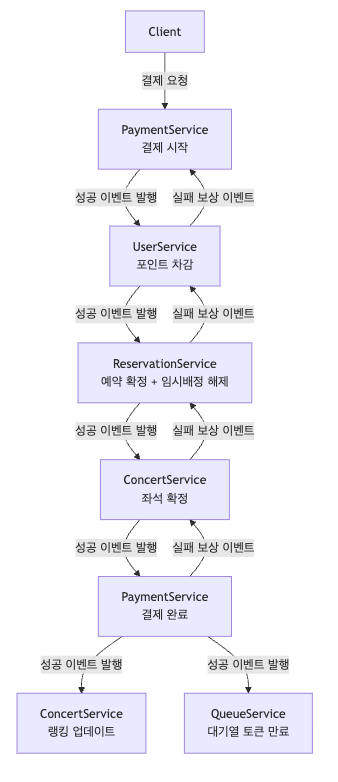 Client
결제 요청
PaymentService
결제 시작
성공 이벤트 발행 실패 보상 이벤트
UserService
포인트 차감
성공 이벤트 발행 실패 보상 이벤트
ReservationService
예약 확정 + 임시배정 해제
성공 이벤트 발행 실패 보상 이벤트
ConcertService
좌석 확정
성공 이벤트 발행 실패 보상 이벤트
PaymentService
결제 완료
성공 이벤트 발행 성공 이벤트 발행
ConcertService
랭킹 업데이트
QueueService
대기열 토큰 만료